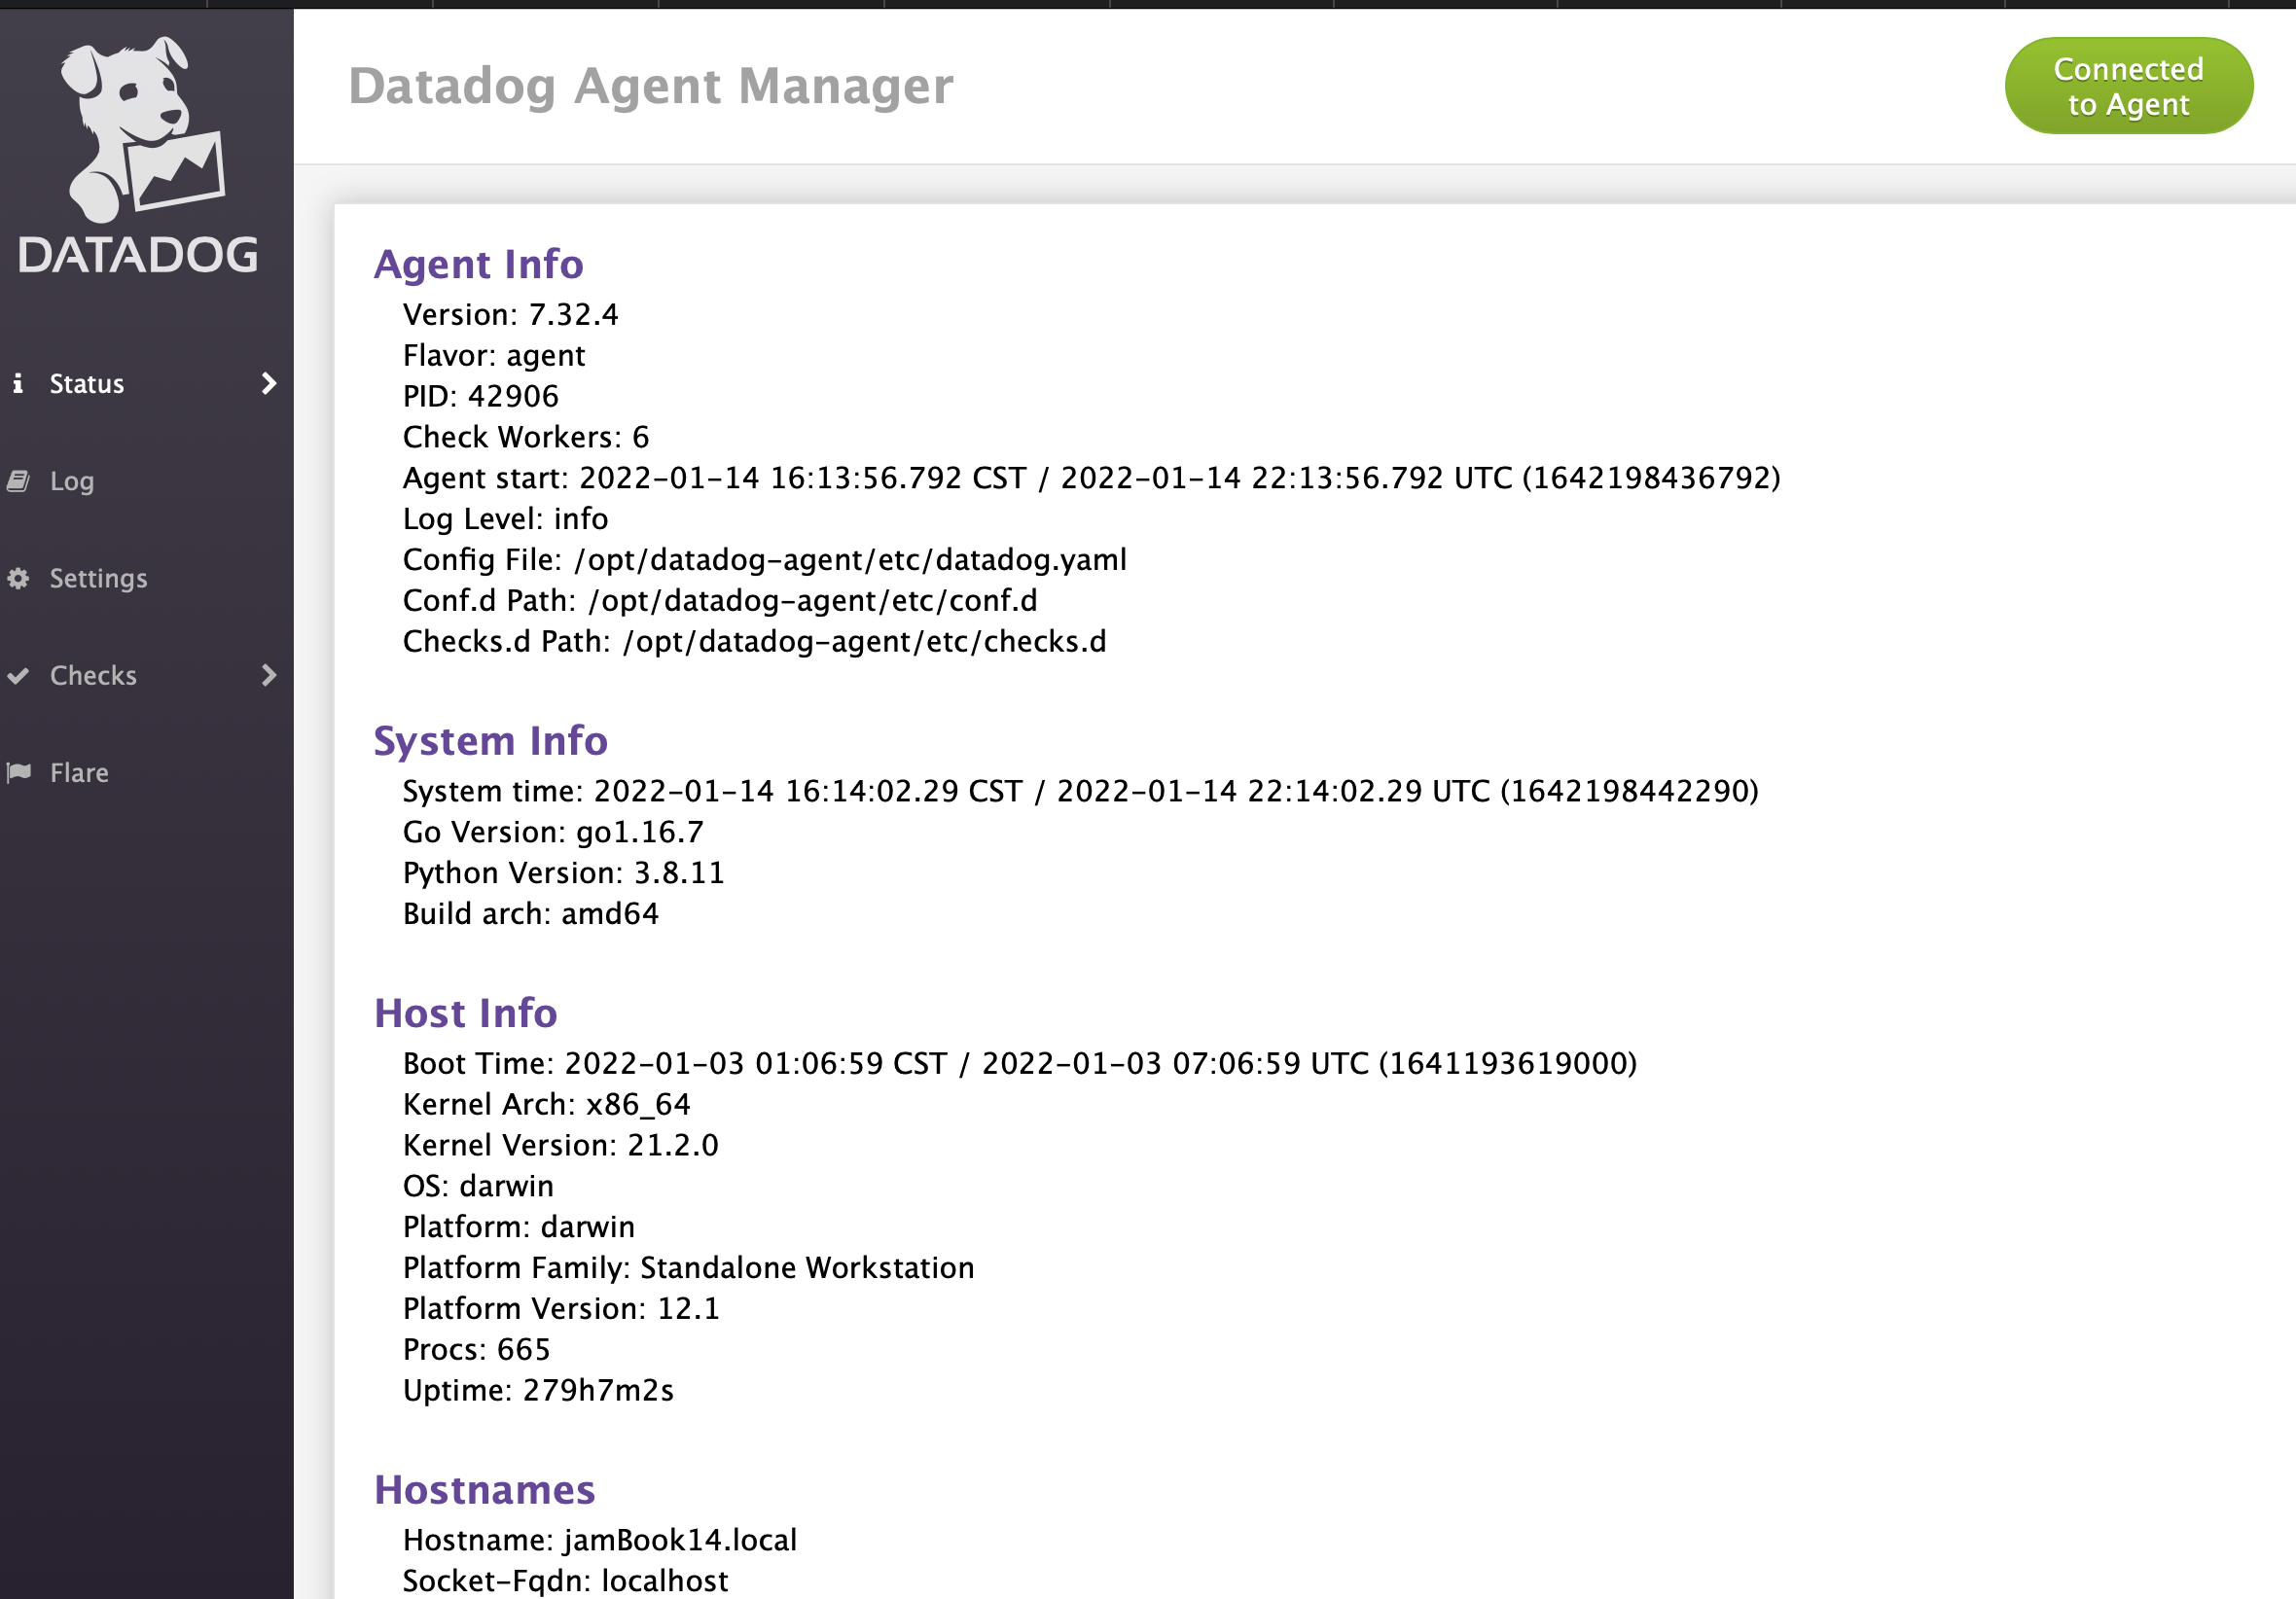 DATADOG
Status
Log
Settings
Checks
Flare
Datadog Agent Manager
Connected
to Agent
Agent Info
Version: 7.32.4
Flavor: agent
PID: 42906
Check Workers: 6
Agent start: 2022-01-14 16:13:56.792 CST / 2022-01-14 22:13:56.792 UTC (1642198436792)
Log Level: info
Config File: /opt/datadog-agent/etc/datadog.yaml
Conf.d Path: /opt/datadog-agent/etc/conf.d
Checks.d Path: /opt/datadog-agent/etc/checks.d
System Info
System time: 2022-01-14 16:14:02.29 CST / 2022-01-14 22:14:02.29 UTC (1642198442290)
Go Version: go1.16.7
Python Version: 3.8.11
Build arch: amd64
Host Info
Boot Time: 2022-01-03 01:06:59 CST / 2022-01-03 07:06:59 UTC (1641193619000)
Kernel Arch: x86_64
Kernel Version: 21.2.0
OS: darwin
Platform: darwin
Platform Family: Standalone Workstation
Platform Version: 12.1
Procs: 665
Uptime: 279h7m2s
Hostnames
Hostname: jamBook14.local
Socket-Fqdn: localhost